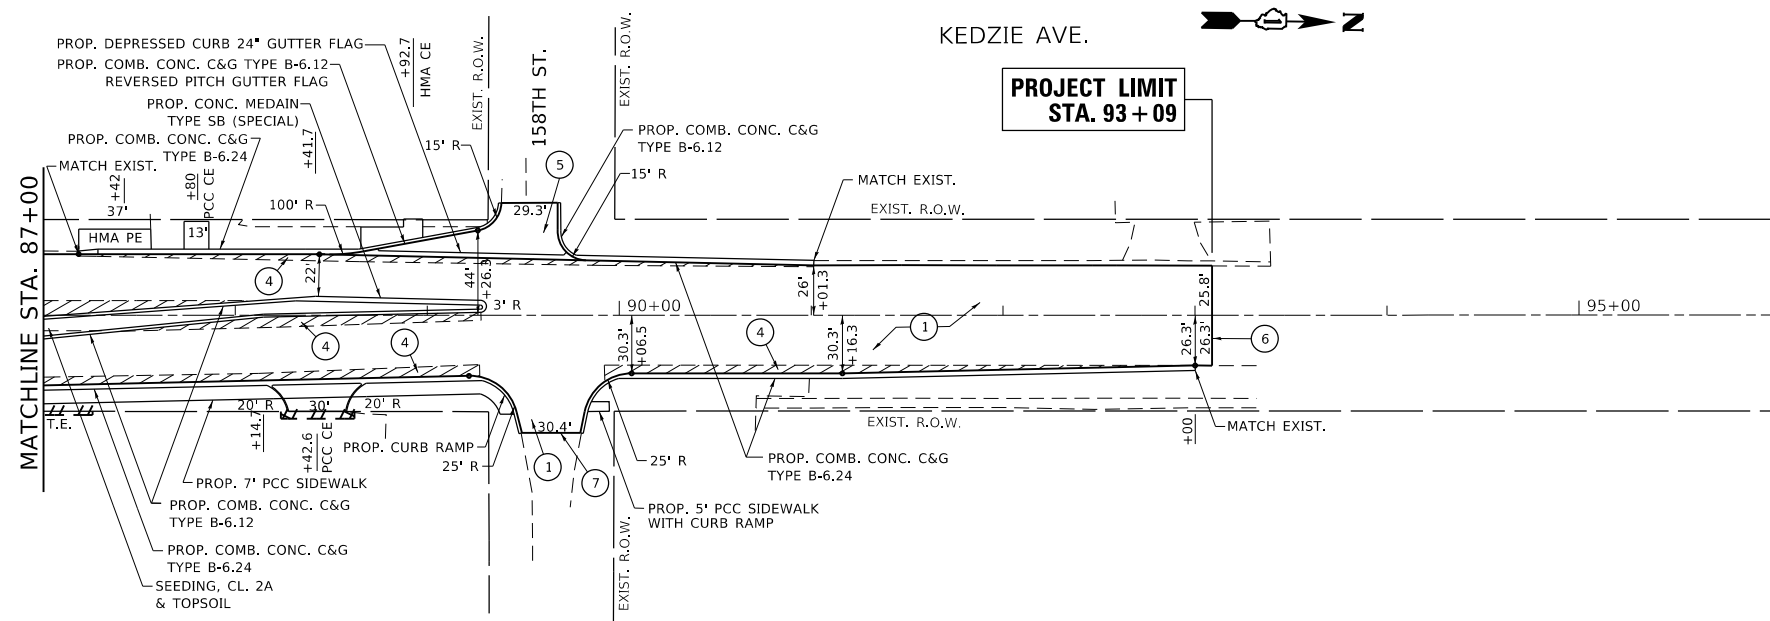 KEDZIE AVE.
N
PROJECT LIMIT
STA. 93+09
PROP. DEPRESSED CURB 24" GUTTER FLAG
PROP. COMB. CONC. C&G TYPE B-6.12
REVERSED PITCH GUTTER FLAG
PROP. CONC. MEDAIN
TYPE SB (SPECIAL)
PROP. COMB. CONC. C&G
TYPE B-6.24
MATCH EXIST.
+92.7
HMA CE
EXIST. R.O.W.
158TH ST.
EXIST. R.O.W.
PROP. COMB. CONC. C&G
TYPE B-6.12
15' R
15' R
5
+41.7
+42
37'
+80
PCC CE
13'
HMA PE
100' R
29.3'
MATCH EXIST.
EXIST. R.O.W.
MATCHLINE STA. 87+00
4
22'
44'
+26.3
3' R
90+00
26'
+01.3
1
25.8'
95+00
4
4
30.3'
+06.5
4
30.3'
+16.3
26.3'
26.3'
6
T.E.
20' R
30'
20' R
+14.7
+42.6
PCC CE
PROP. CURB RAMP
25' R
30.4'
1
7
25' R
EXIST. R.O.W.
+00
MATCH EXIST.
PROP. COMB. CONC. C&G
TYPE B-6.24
PROP. 7' PCC SIDEWALK
PROP. COMB. CONC. C&G
TYPE B-6.12
PROP. 5' PCC SIDEWALK
WITH CURB RAMP
PROP. COMB. CONC. C&G
TYPE B-6.24
SEEDING, CL. 2A
& TOPSOIL
EXIST. R.O.W.